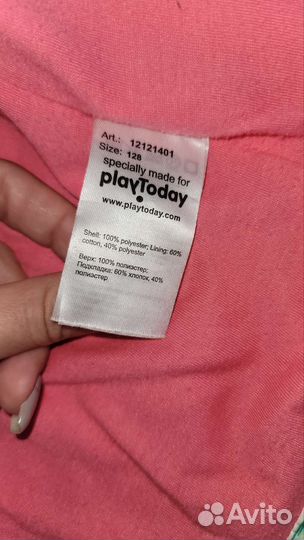 Art.: 12121401
Size: 128
specially made for
playToday
www.playtoday.com
Shell: 100% polyester; Lining: 60%
cotton, 40% polyester
Верх: 100% полиэстер;
Подкладка: 60% хлопок, 40%
полиэстер
Avito